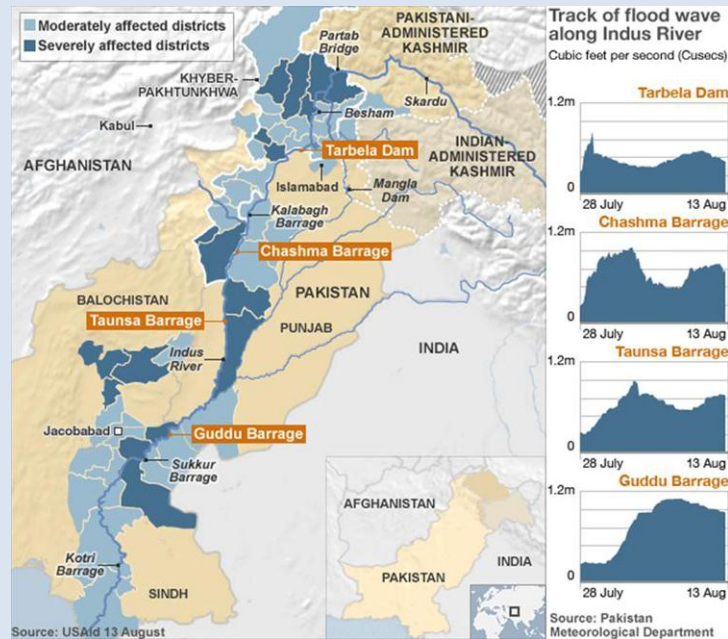 Moderately affected districts
Severely affected districts
PAKISTANI-
ADMINISTERED
KASHMIR
Partab
Bridge
KHYBER-
PAKHTUNKHWA
Skardu
Besham
Kabul
INDIAN-
ADMINISTERED
KASHMIR
AFGHANISTAN
Tarbela Dam
Islamabad
Mangla
Dam
Kalabagh
Barrage
Chashma Barrage
BALOCHISTAN
PAKISTAN
Taunsa Barrage
PUNJAB
Indus
River
INDIA
Jacobabad
Guddu Barrage
Sukkur
Barrage
Kotri
Barrage
SINDH
AFGHANISTAN
INDIA
PAKISTAN
Source: USAid 13 August
Track of flood wave
along Indus River
Cubic feet per second (Cusecs)
Tarbela Dam
1.2m
0
28 July 13 Aug
Chashma Barrage
1.2m
0
28 July 13 Aug
Taunsa Barrage
1.2m
0
28 July 13 Aug
Guddu Barrage
1.2m
0
28 July 13 Aug
Source: Pakistan
Meteorological Department